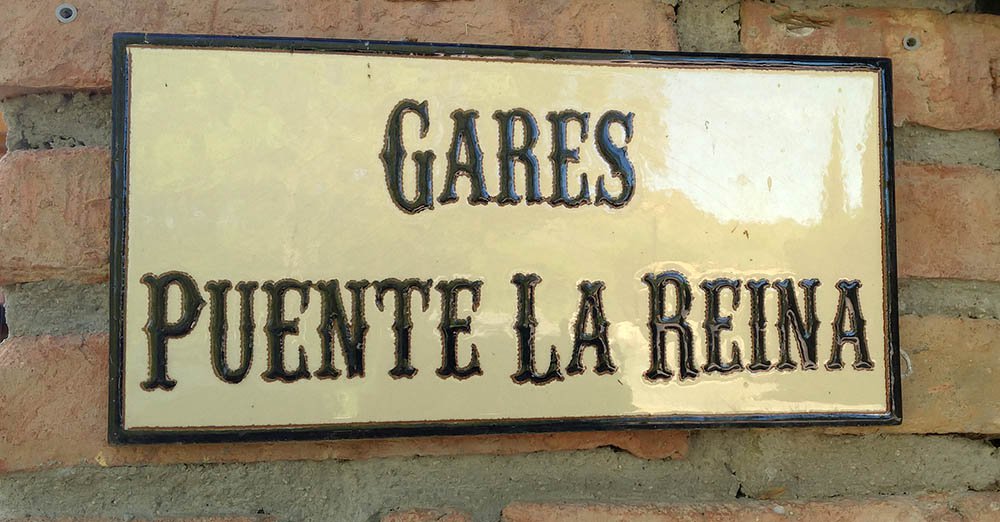 GARES
PUENTE LA REINA